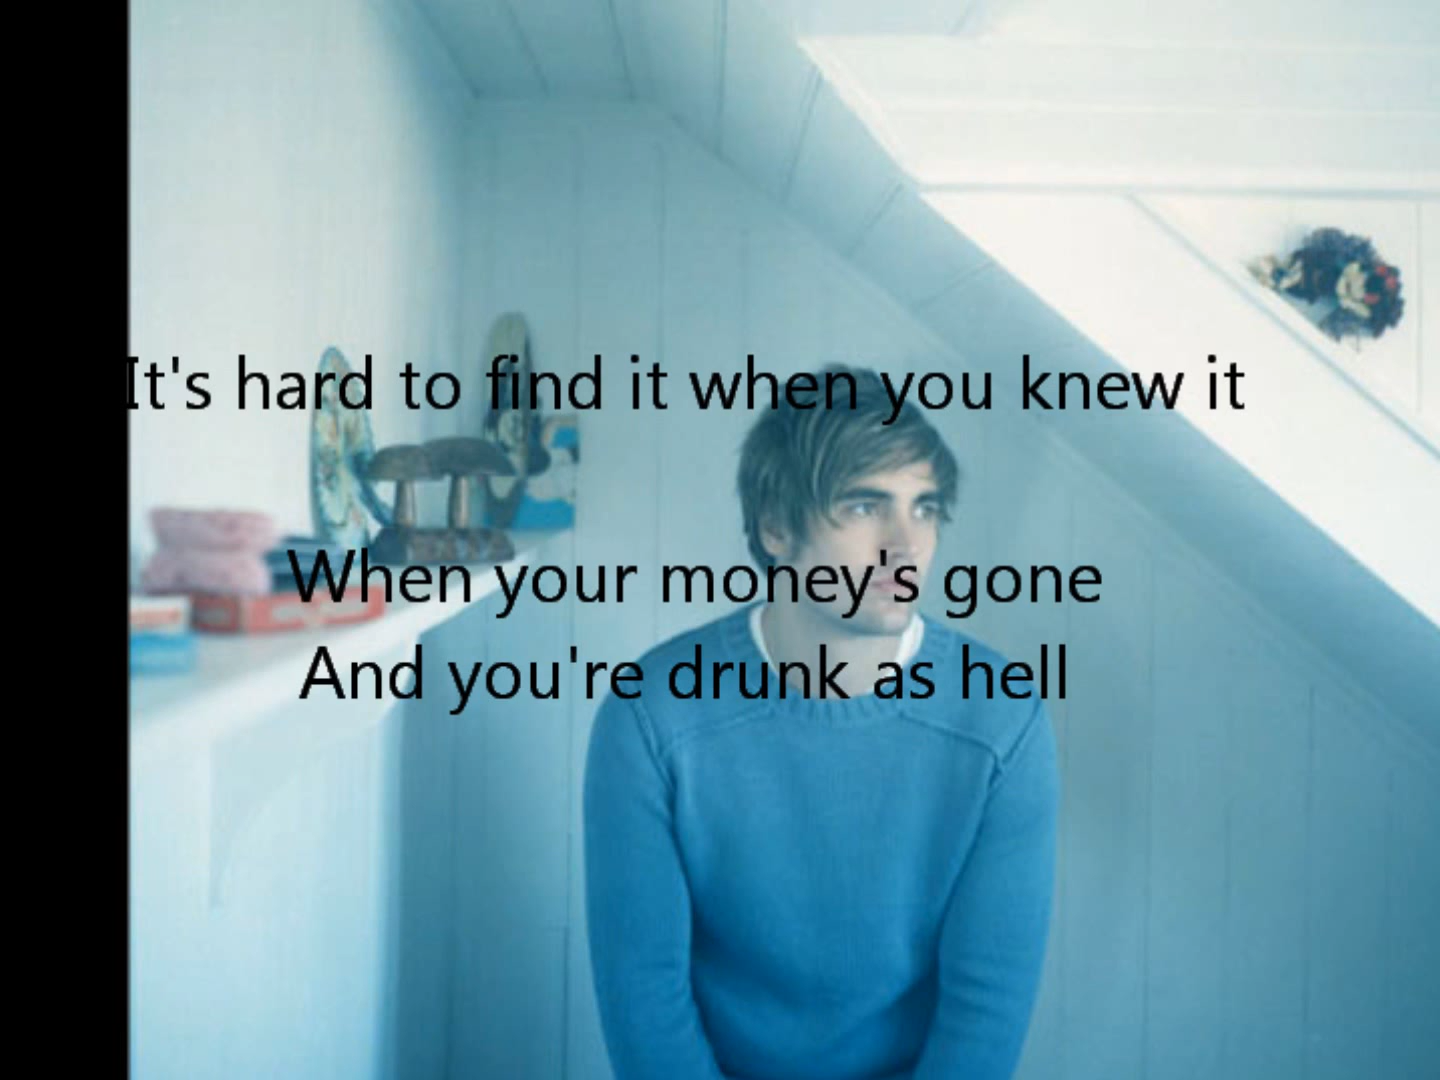 It's hard to find it when you knew it
When your money's gone
And you're drunk as hell